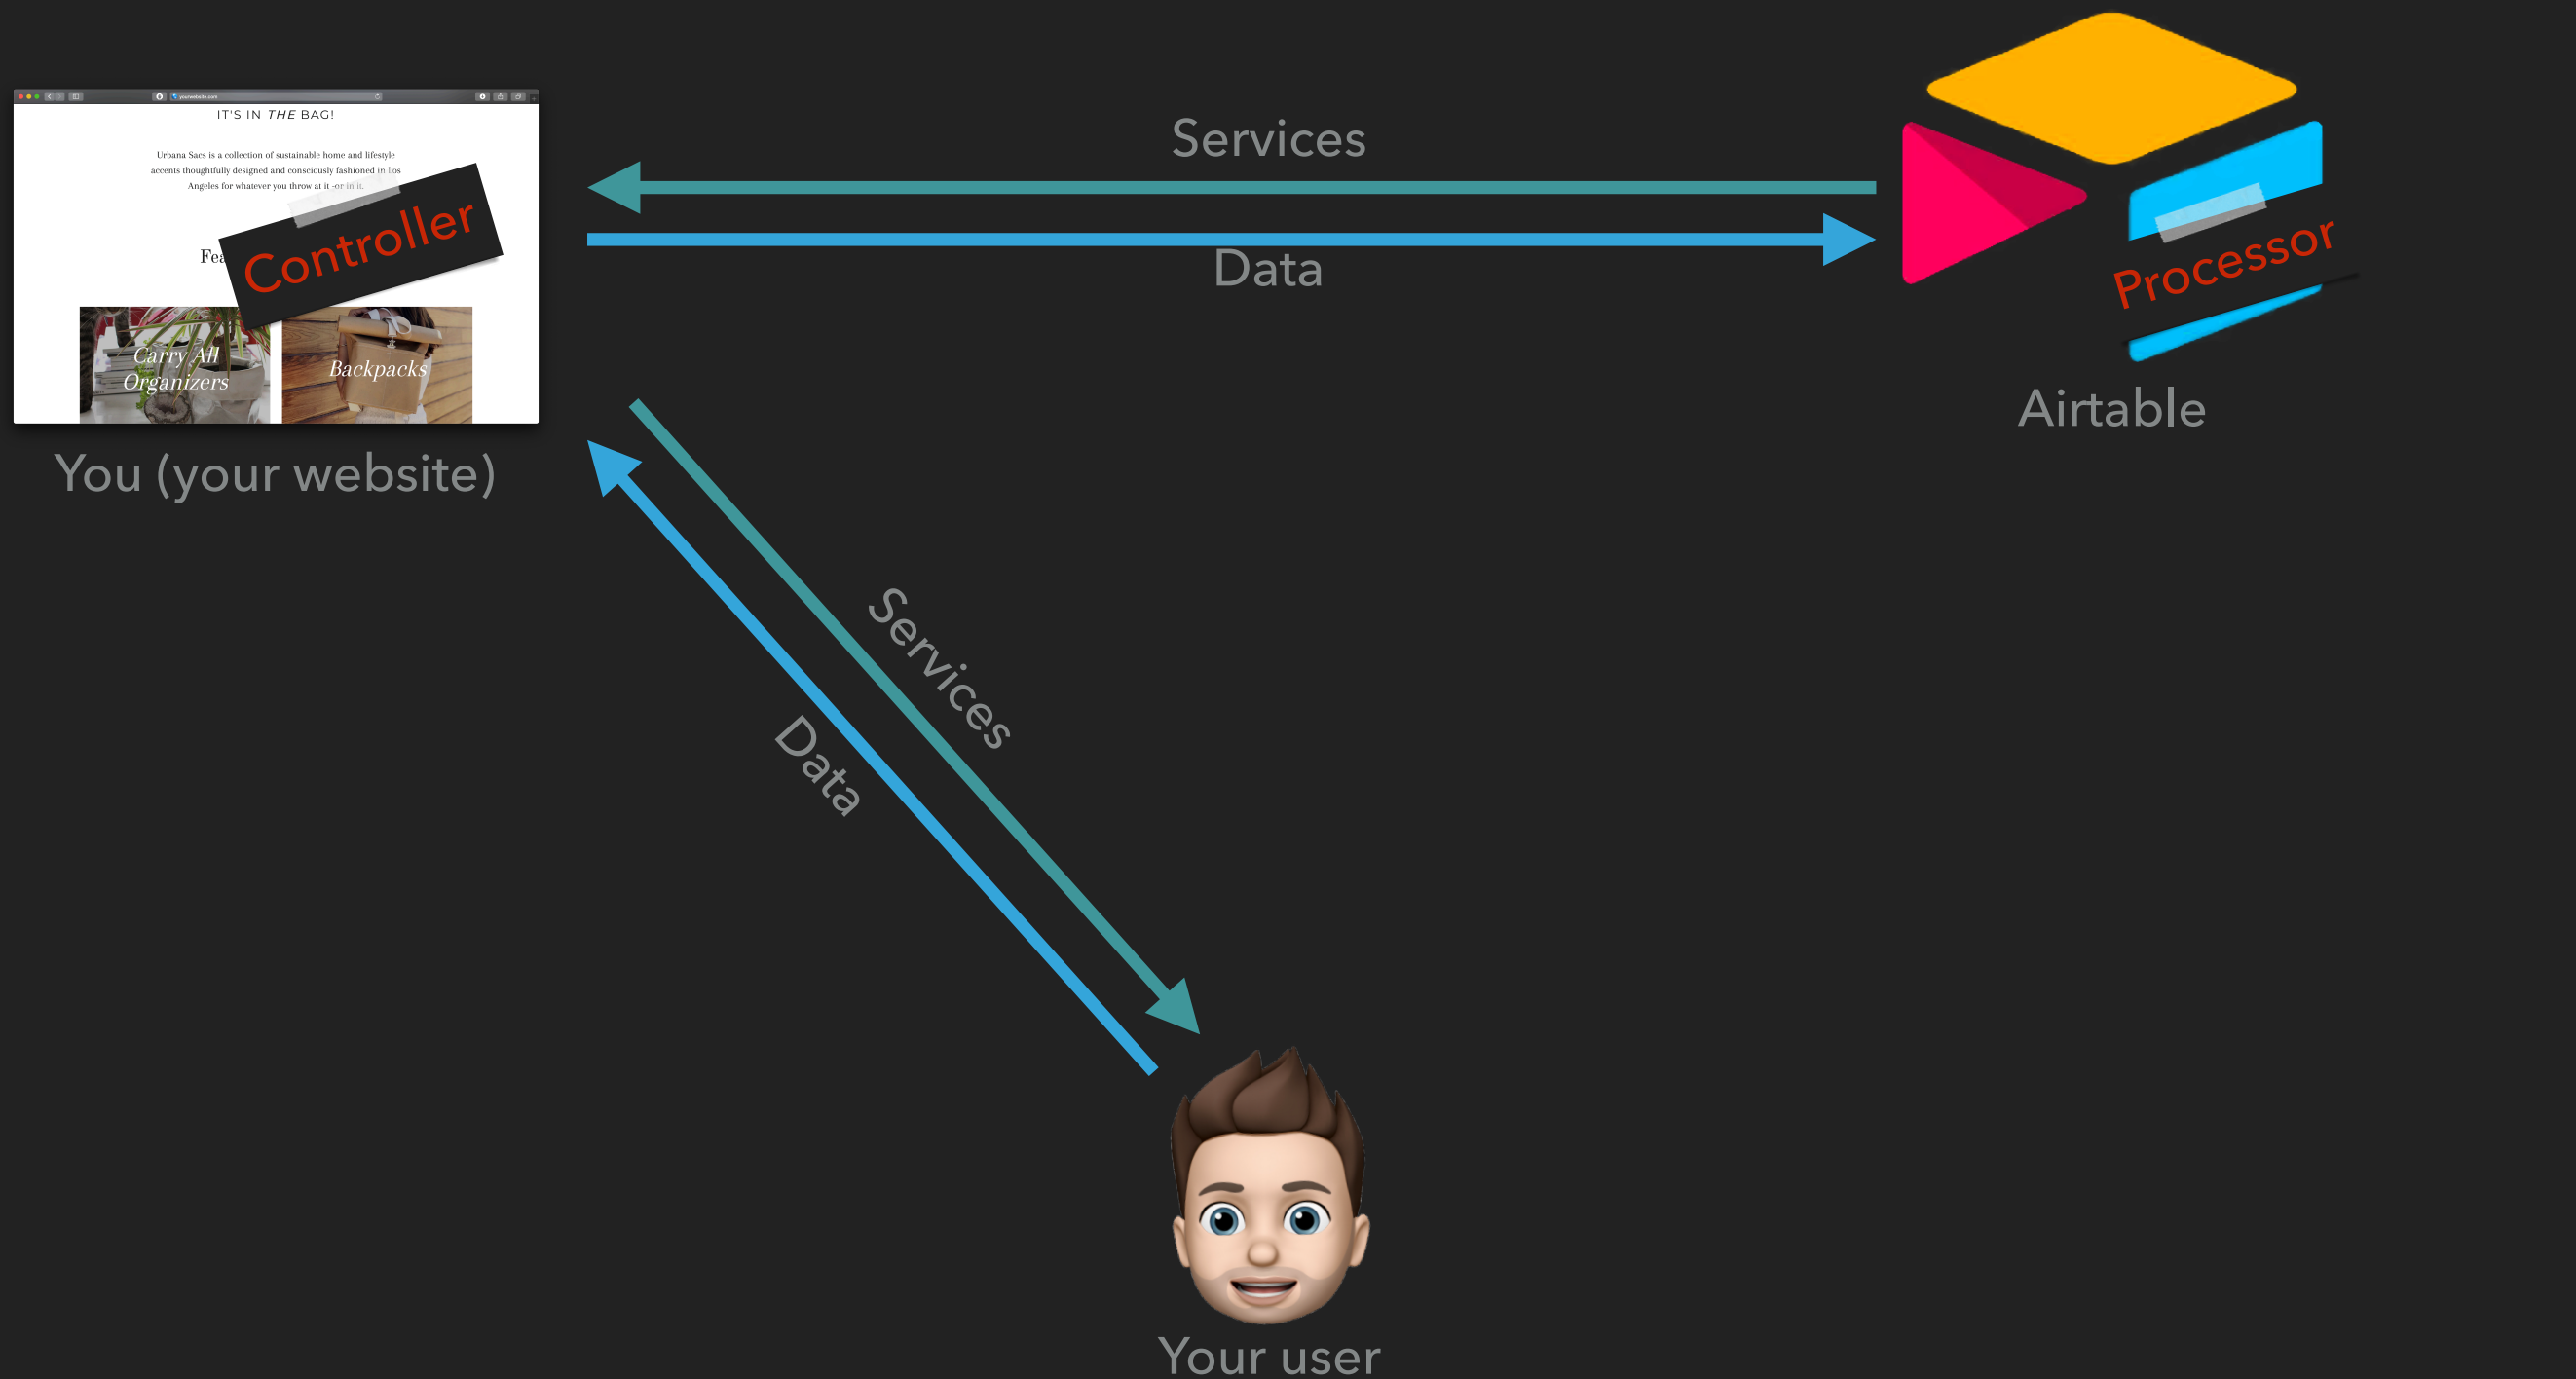 yourwebsite.com
IT'S IN THE BAG!
Urbana Sacs is a collection of sustainable home and lifestyle
accents thoughtfully designed and consciously fashioned in Los
Angeles for whatever you throw at it -or in it.
Controller
Carry All
Organizers
Backpacks
You (your website)
Services
Data
Processor
Airtable
Services
Data
Your user